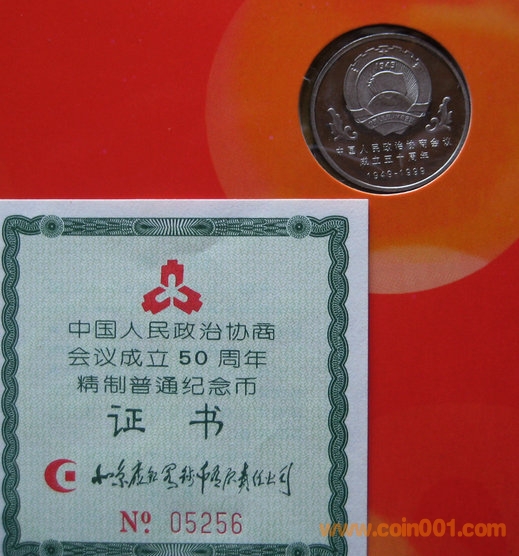 1949
中国人民政治协商会议
成立五十周年
1949-1999
中国人民政治协商
会议成立50周年
精制普通纪念币
证书
Nº 05256
www.coin001.com